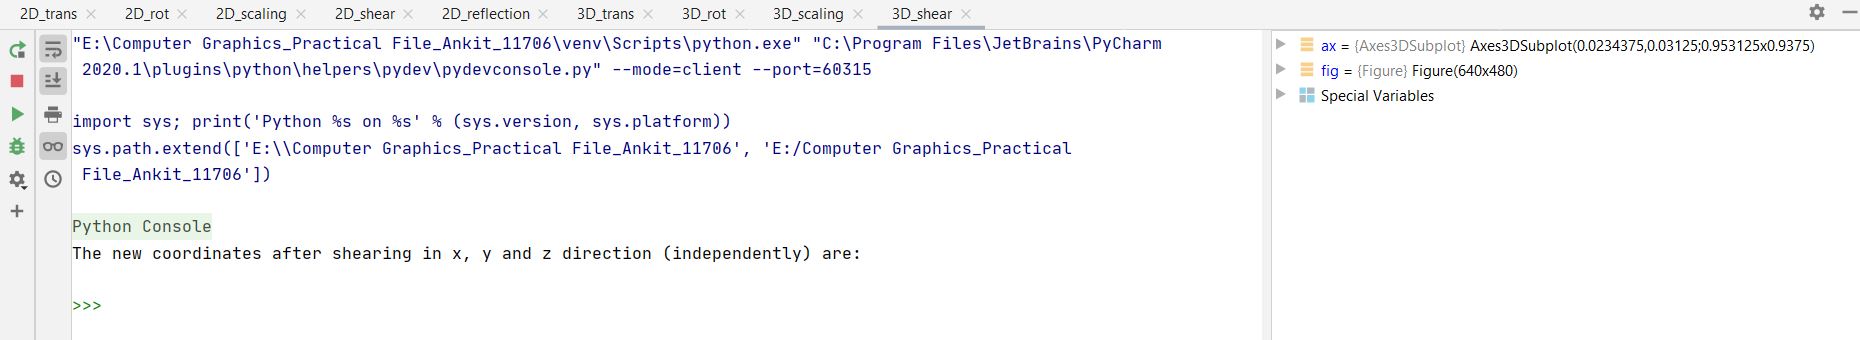 2D_trans 2D_rot 2D_scaling 2D_shear 2D_reflection 3D_trans 3D_rot 3D_scaling 3D_shear
"E:\Computer Graphics_Practical File_Ankit_11706\venv\Scripts\python.exe" "C:\Program Files\JetBrains\PyCharm
2020.1\plugins\python\helpers\pydev\pydevconsole.py" --mode=client --port=60315
import sys; print('Python %s on %s' % (sys.version, sys.platform))
sys.path.extend(['E:\\Computer Graphics_Practical File_Ankit_11706', 'E:/Computer Graphics_Practical
File_Ankit_11706'])
Python Console
The new coordinates after shearing in x, y and z direction (independently) are:
>>>
ax = {Axes3DSubplot} Axes3DSubplot(0.0234375,0.03125;0.953125x0.9375)
fig = {Figure} Figure(640x480)
Special Variables